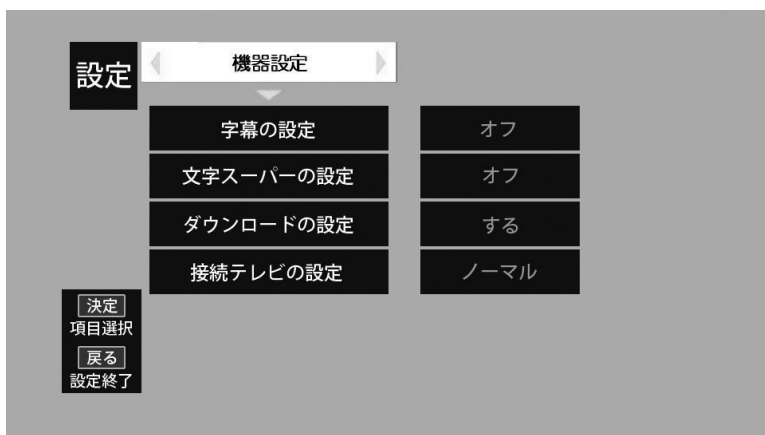 設定
機器設定
字幕の設定 オフ
文字スーパーの設定 オフ
ダウンロードの設定 する
接続テレビの設定 ノーマル
決定
項目選択
戻る
設定終了